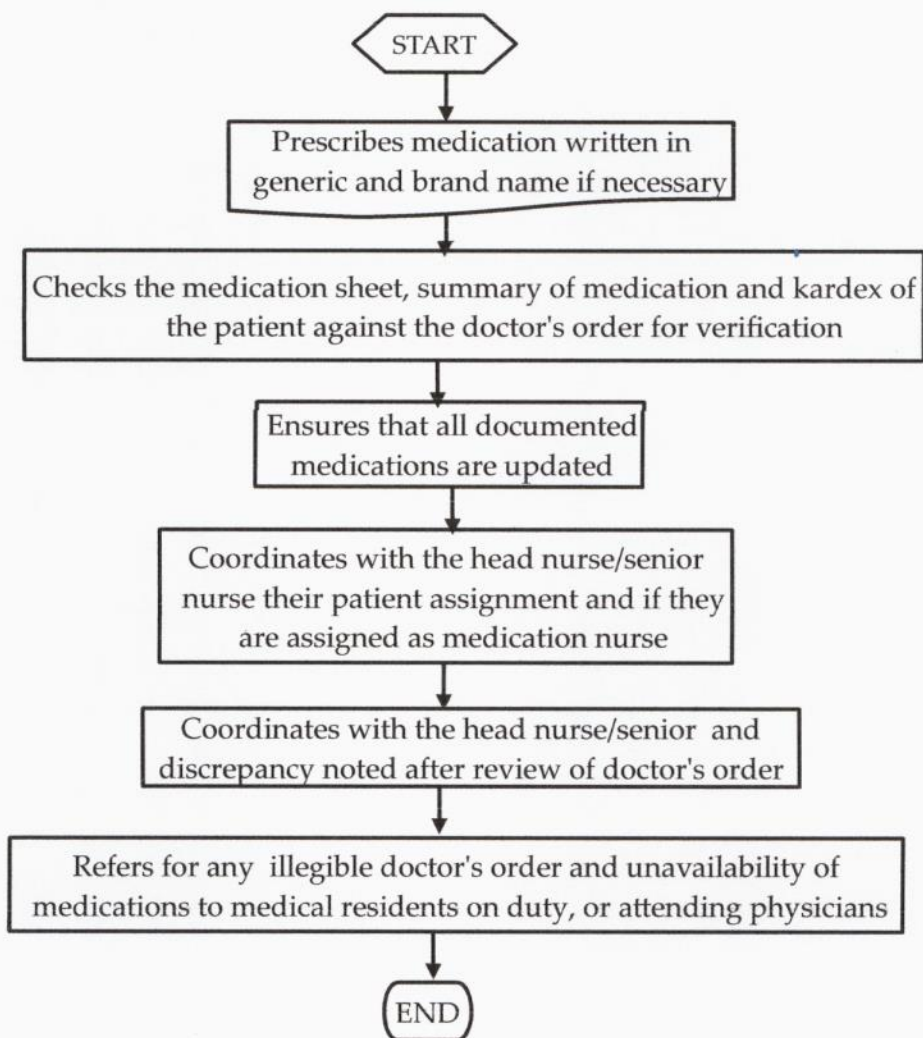 START
Prescribes medication written in
generic and brand name if necessary
Checks the medication sheet, summary of medication and kardex of
the patient against the doctor's order for verification
Ensures that all documented
medications are updated
Coordinates with the head nurse/senior
nurse their patient assignment and if they
are assigned as medication nurse
Coordinates with the head nurse/senior and
discrepancy noted after review of doctor's order
Refers for any illegible doctor's order and unavailability of
medications to medical residents on duty, or attending physicians
END